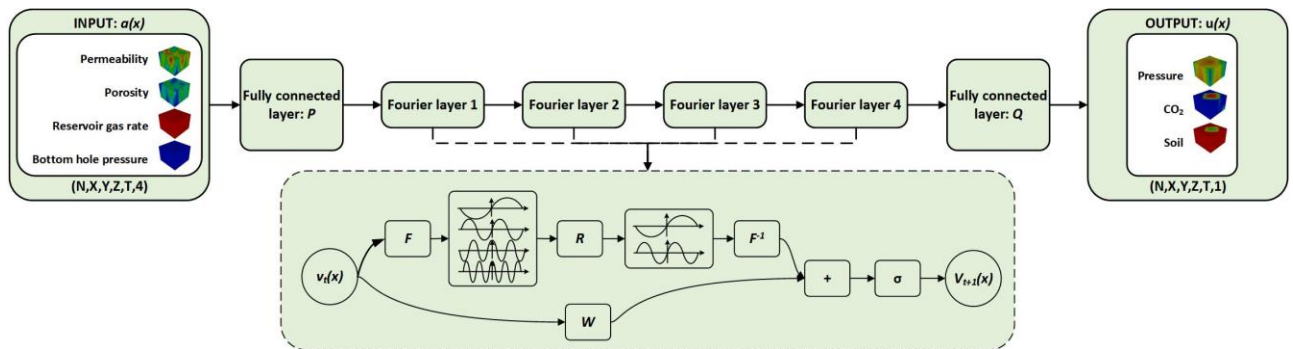 INPUT: a(x)
Permeability
Porosity
Reservoir gas rate
Bottom hole pressure
(N,X,Y,Z,T,4)
Fully connected
layer: P
Fourier layer 1
Fourier layer 2
Fourier layer 3
Fourier layer 4
Fully connected
layer: Q
OUTPUT: u(x)
Pressure
CO₂
Soil
(N,X,Y,Z,T,1)
vₜ(x)
F
R
F⁻¹
W
+
σ
Vₜ₊₁(x)